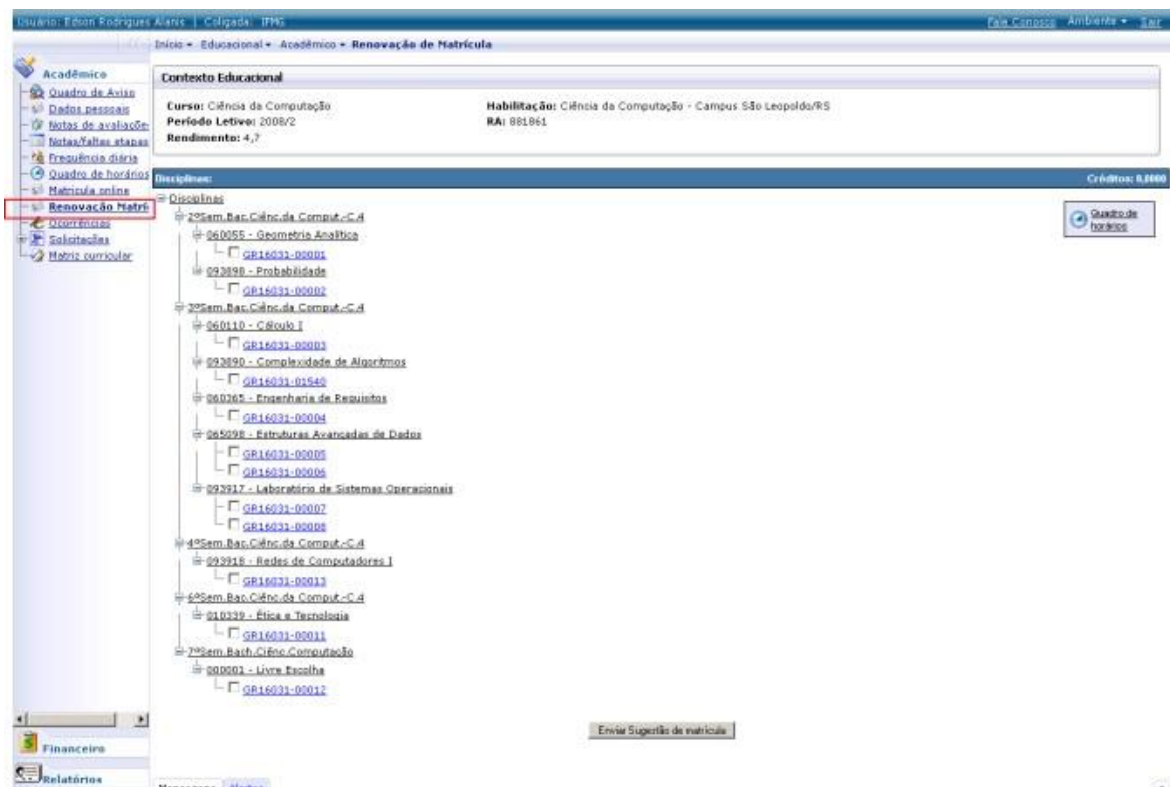 Usuário: Edson Rodrigues Alanis | Coligada: IFMG
Fale Conosco Ambiente Sair
Início Educacional Acadêmico Renovação de Matrícula
Acadêmico
Quadro de Aviso
Dados pessoais
Notas de avaliaçõe
Notas/faltas etapas
Frequência diária
Quadro de horários
Matrícula online
Renovação Matrí
Ocorrências
Solicitações
Matriz curricular
Contexto Educacional
Curso: Ciência da Computação
Habilitação: Ciência da Computação - Campus São Leopoldo/RS
Período Letivo: 2008/2
RA: 881861
Rendimento: 4,7
Disciplinas:
Créditos: 0,0000
Quadro de
horários
Disciplinas
2ºSem.Bac.Ciênc.da Comput.-C.4
060055 - Geometria Analítica
GR16031-00001
093898 - Probabilidade
GR16031-00002
3ºSem.Bac.Ciênc.da Comput.-C.4
060110 - Cálculo I
GR16031-00003
093890 - Complexidade de Algoritmos
GR16031-01540
060365 - Engenharia de Requisitos
GR16031-00004
065098 - Estruturas Avançadas de Dados
GR16031-00005
GR16031-00006
093917 - Laboratório de Sistemas Operacionais
GR16031-00007
GR16031-00008
4ºSem.Bac.Ciênc.da Comput.-C.4
093918 - Redes de Computadores I
GR16031-00013
6ºSem.Bac.Ciênc.da Comput.-C.4
010339 - Ética e Tecnologia
GR16031-00011
7ºSem.Bach.Ciênc.Computação
000001 - Livre Escolha
GR16031-00012
Enviar Sugestão de matrícula
Financeiro
Relatórios